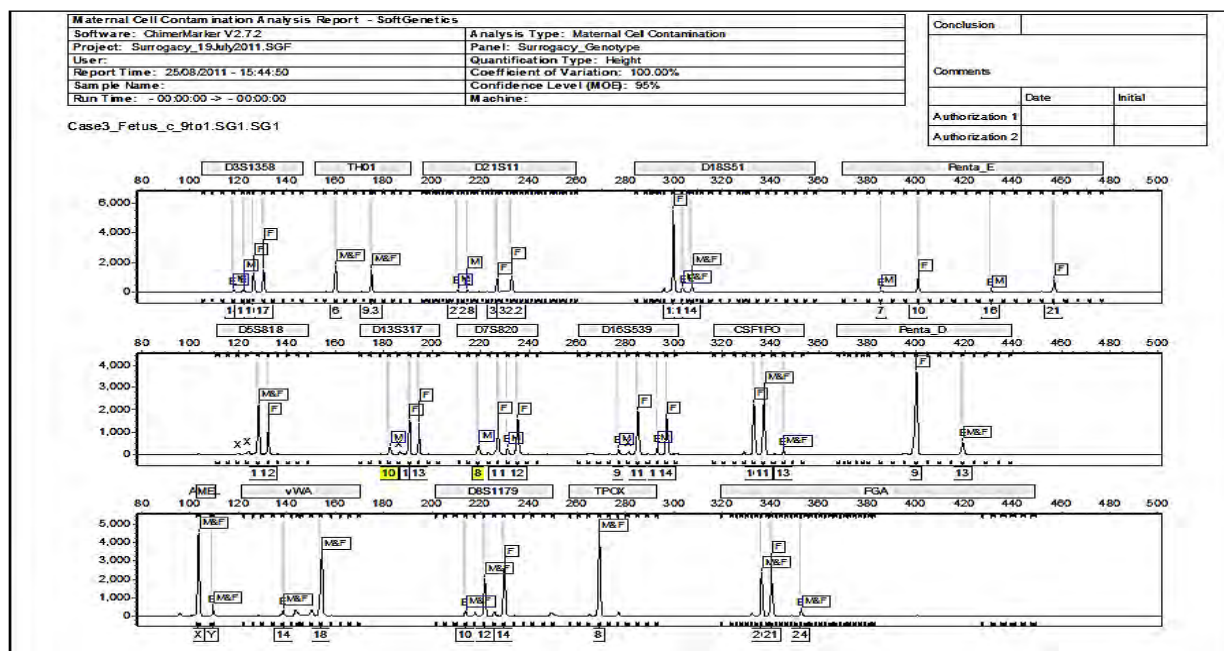 Maternal Cell Contamination Analysis Report - SoftGenetics
Software: ChimerMarker V2.7.2 Analysis Type: Maternal Cell Contamination
Project: Surrogacy_19July2011.SGF Panel: Surrogacy_Genotype
User: Quantification Type: Height
Report Time: 25/08/2011 - 15:44:50 Coefficient of Variation: 100.00%
Sample Name: Confidence Level (MOE): 95%
Run Time: - 00:00:00 -> - 00:00:00 Machine:
Conclusion
Comments
Date Initial
Authorization 1
Authorization 2
Case3_Fetus_c_9to1.SG1.SG1
D3S1358 TH01 D21S11 D18S51 Penta_E
80 100 120 140 160 180 200 220 240 260 280 300 320 340 360 380 400 420 440 460 480 500
6,000
4,000
2,000
0
F F M M&F M&F M F F F M&F M&F M F M F
17 6 9.3 28 32.2 14 7 10 16 21
D5S818 D13S317 D7S820 D16S539 CSF1PO Penta_D
80 100 120 140 160 180 200 220 240 260 280 300 320 340 360 380 400 420 440 460 480 500
4,000
3,000
2,000
1,000
0
X X M&F F M X F F M F M F M F M F F M&F M&F F M&F
12 10 13 8 11 12 9 11 14 11 13 9 13
AMEL vWA D8S1179 TPOX FGA
80 100 120 140 160 180 200 220 240 260 280 300 320 340 360 380 400 420 440 460 480 500
5,000
4,000
3,000
2,000
1,000
0
M&F M&F M&F M&F M&F M&F F M&F M&F F M&F
X Y 14 18 10 12 14 8 21 24